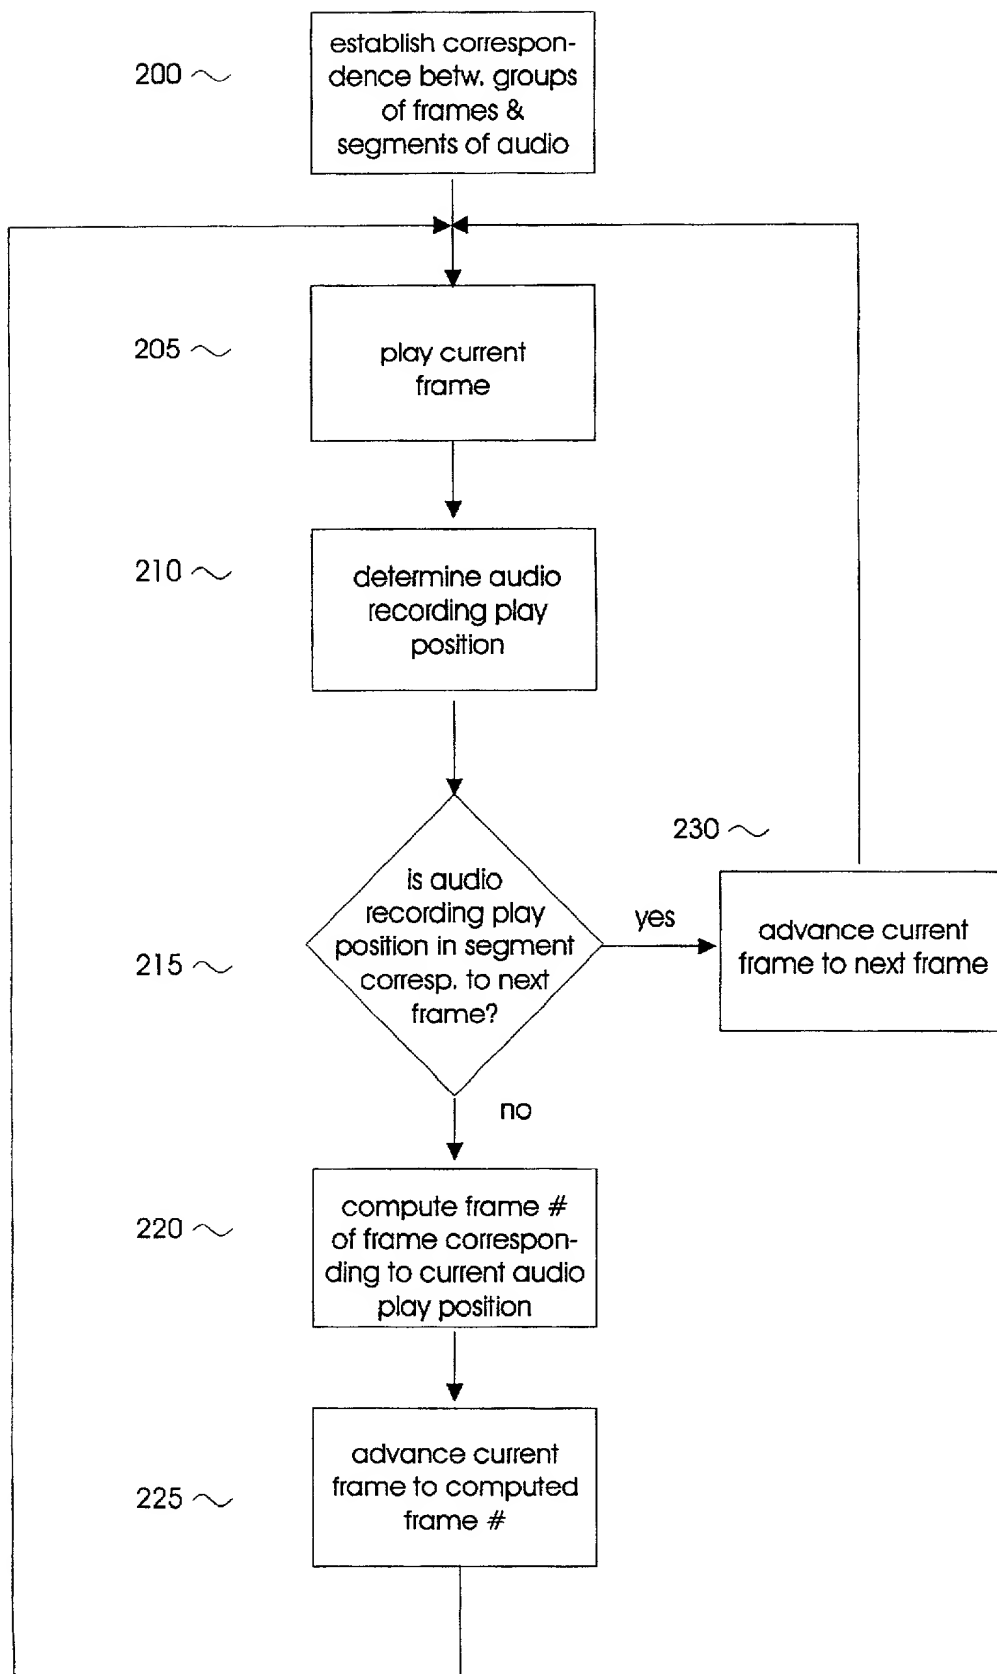 200
establish correspon-
dence betw. groups
of frames &
segments of audio
205
play current
frame
210
determine audio
recording play
position
215
is audio
recording play
position in segment
corresp. to next
frame?
yes
230
advance current
frame to next frame
no
220
compute frame #
of frame correspon-
ding to current audio
play position
225
advance current
frame to computed
frame #